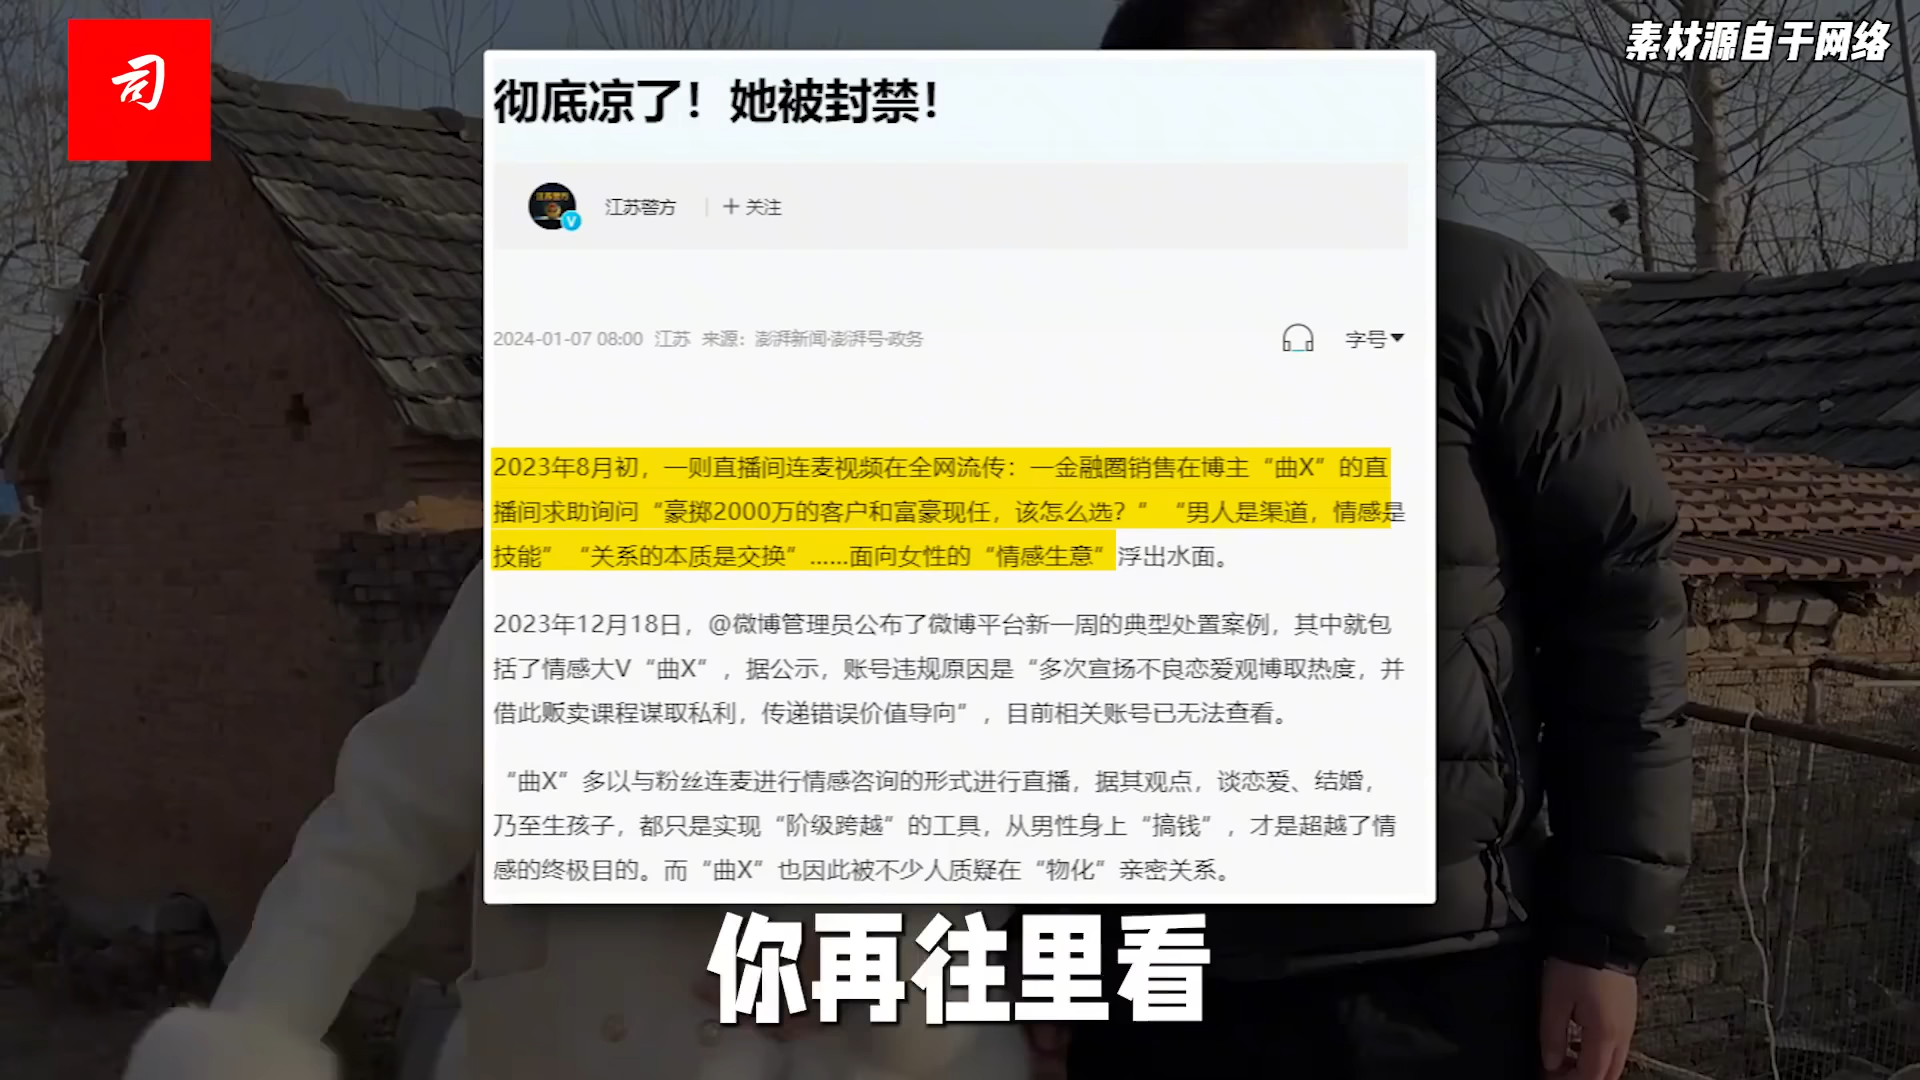 司
素材源自于网络
彻底凉了！她被封禁！
江苏警方
＋关注
2024-01-07 08:00 江苏 来源：澎湃新闻·澎湃号·政务
字号
2023年8月初，一则直播间连麦视频在全网流传：一金融圈销售在博主“曲X”的直
播间求助询问“豪掷2000万的客户和富豪现任，该怎么选？”“男人是渠道，情感是
技能”“关系的本质是交换”……面向女性的“情感生意”浮出水面。
2023年12月18日，@微博管理员公布了微博平台新一周的典型处置案例，其中就包
括了情感大V“曲X”，据公示，账号违规原因是“多次宣扬不良恋爱观博取热度，并
借此贩卖课程谋取私利，传递错误价值导向”，目前相关账号已无法查看。
“曲X”多以与粉丝连麦进行情感咨询的形式进行直播，据其观点，谈恋爱、结婚，
乃至生孩子，都只是实现“阶级跨越”的工具，从男性身上“搞钱”，才是超越了情
感的终极目的。而“曲X”也因此被不少人质疑在“物化”亲密关系。
你再往里看